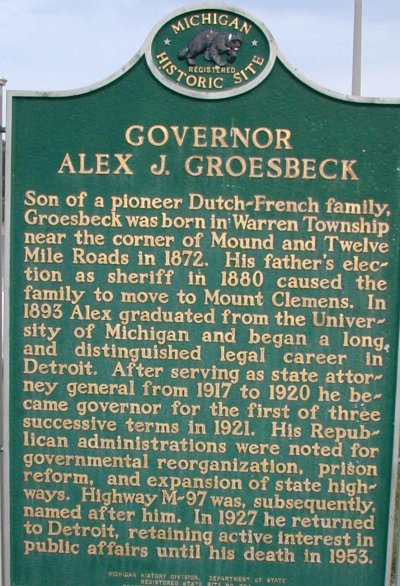 MICHIGAN
REGISTERED
HISTORIC SITE
GOVERNOR
ALEX J. GROESBECK
Son of a pioneer Dutch-French family,
Groesbeck was born in Warren Township
near the corner of Mound and Twelve
Mile Roads in 1872. His father's elec-
tion as sheriff in 1880 caused the
family to move to Mount Clemens. In
1893 Alex graduated from the Univer-
sity of Michigan and began a long
and distinguished legal career in
Detroit. After serving as state attor-
ney general from 1917 to 1920 he be-
came governor for the first of three
successive terms in 1921. His Repub-
lican administrations were noted for
governmental reorganization, prison
reform, and expansion of state high-
ways. Highway M-97 was, subsequently,
named after him. In 1927 he returned
to Detroit, retaining active interest in
public affairs until his death in 1953.
MICHIGAN HISTORY DIVISION, DEPARTMENT OF STATE
REGISTERED STATE SITE NO.